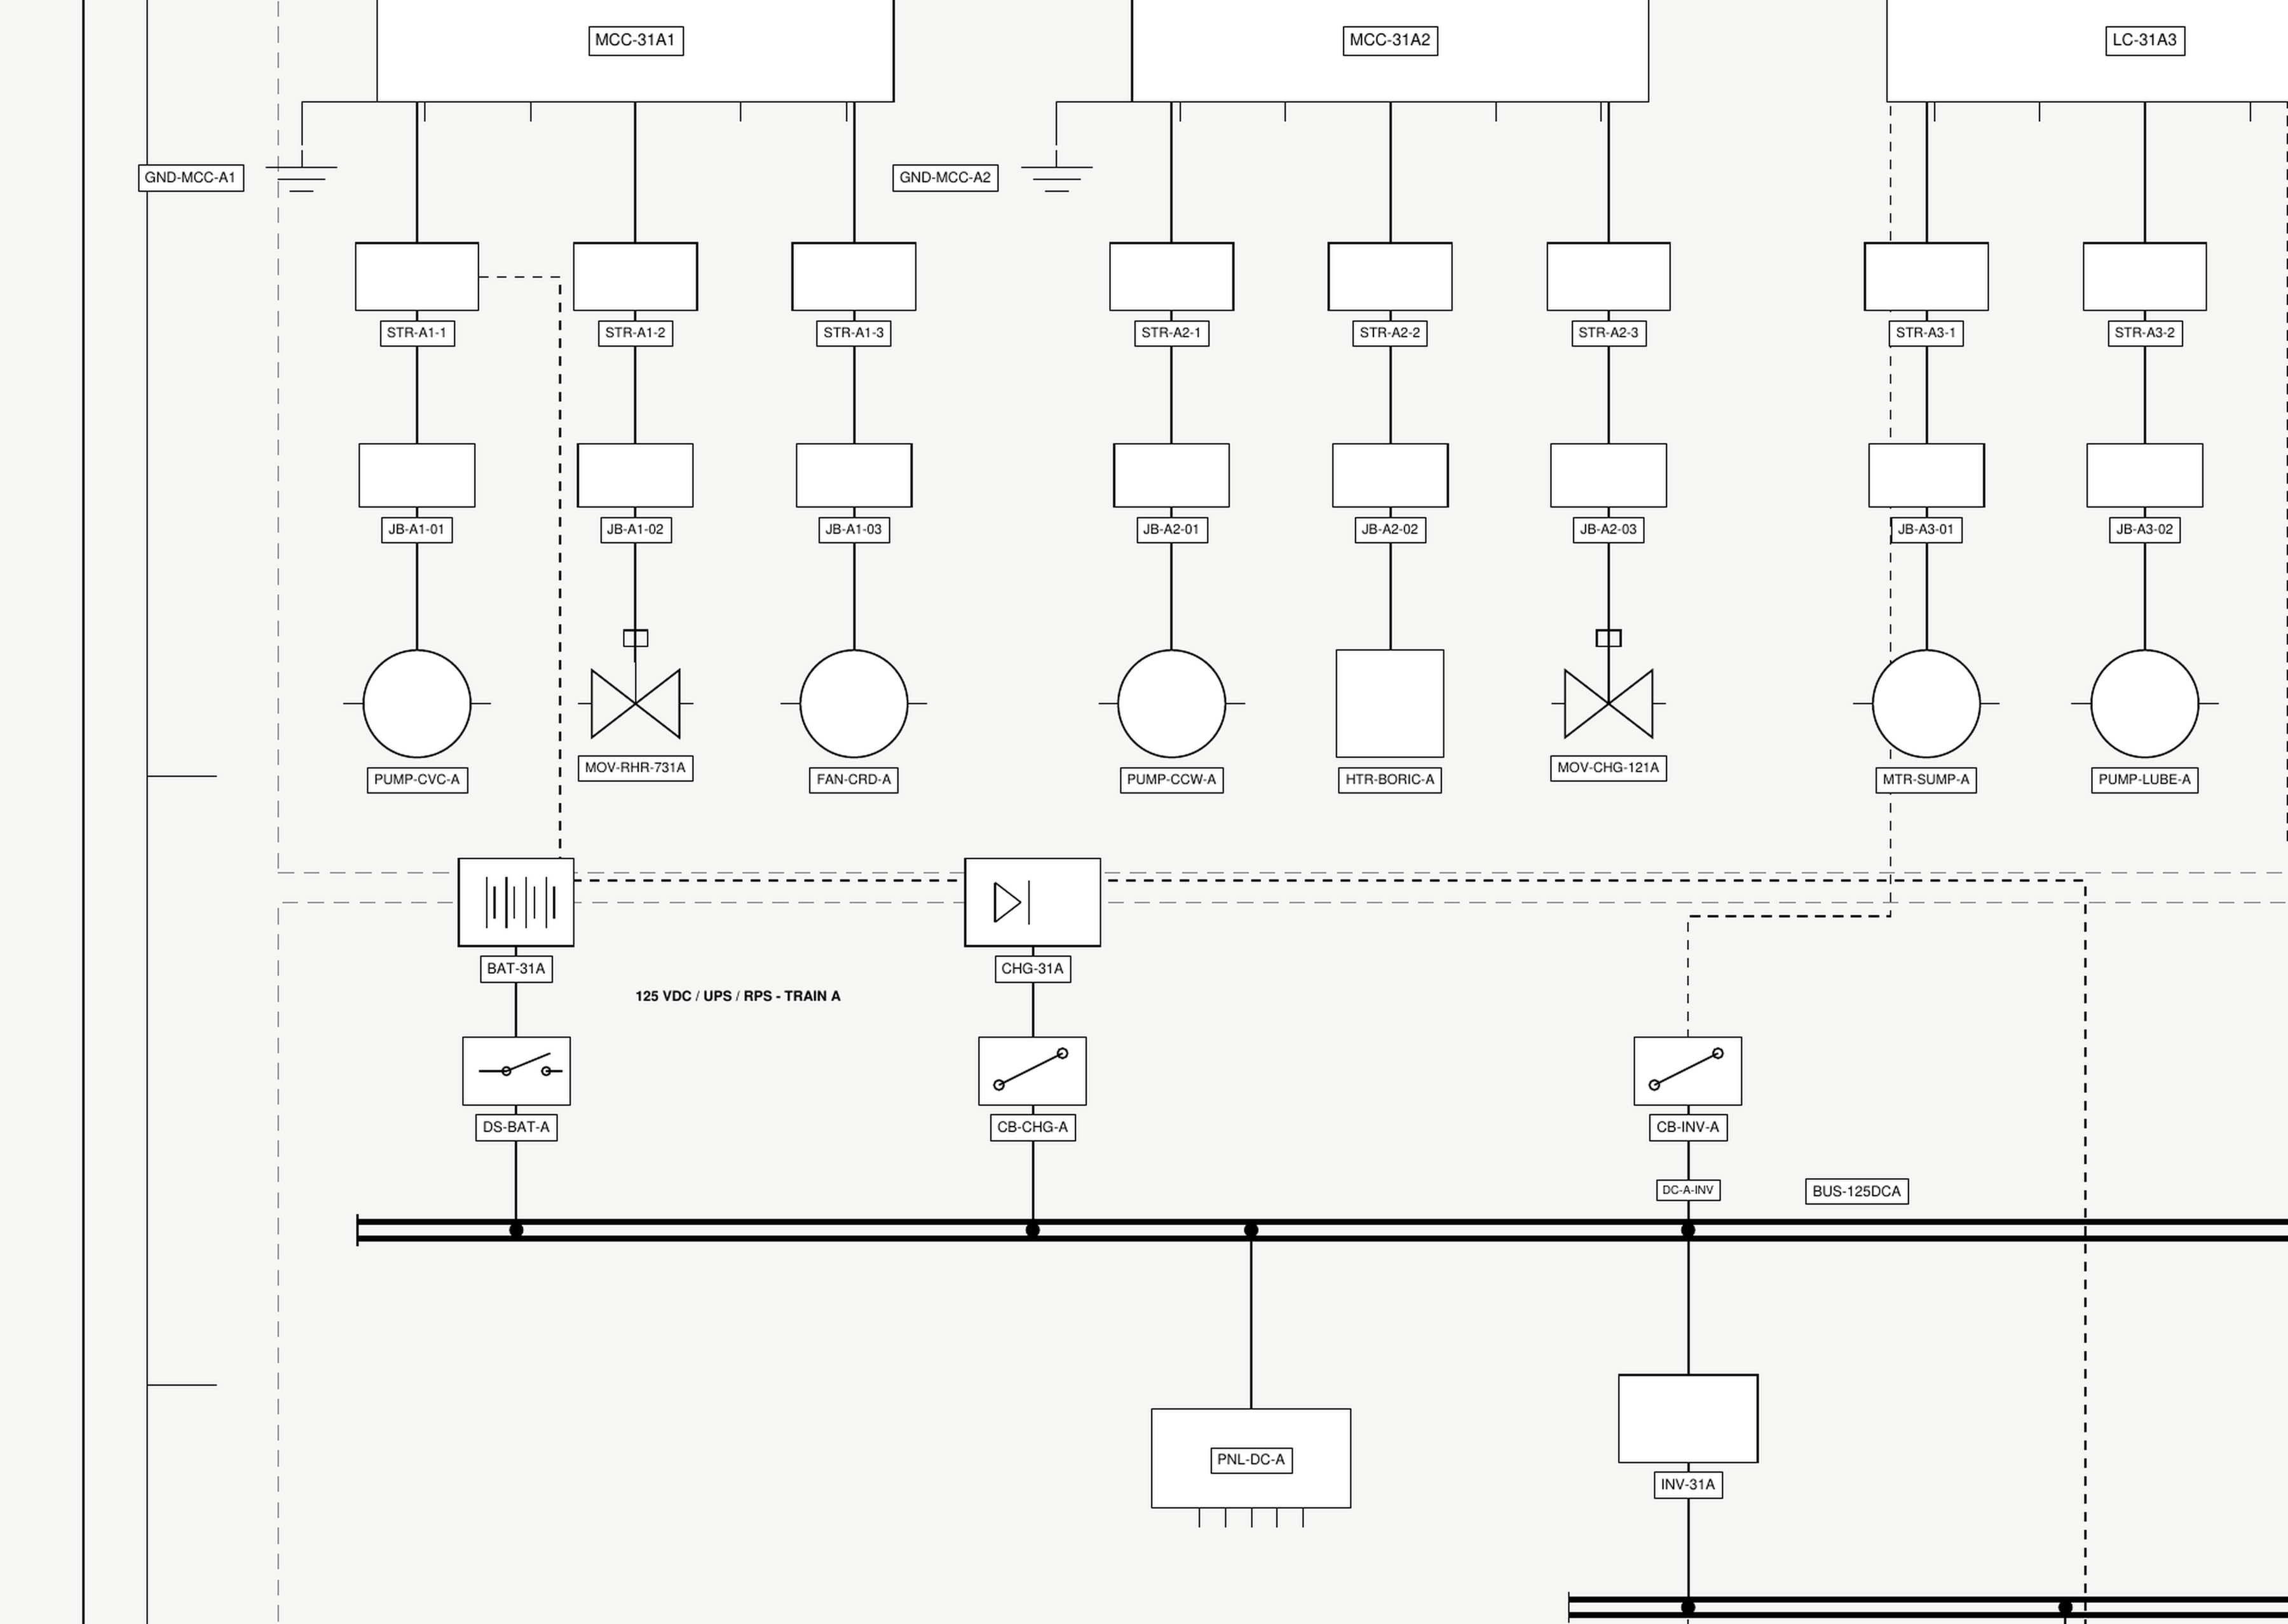 MCC-31A1
MCC-31A2
LC-31A3
GND-MCC-A1
GND-MCC-A2
STR-A1-1
STR-A1-2
STR-A1-3
STR-A2-1
STR-A2-2
STR-A2-3
STR-A3-1
STR-A3-2
JB-A1-01
JB-A1-02
JB-A1-03
JB-A2-01
JB-A2-02
JB-A2-03
JB-A3-01
JB-A3-02
PUMP-CVC-A
MOV-RHR-731A
FAN-CRD-A
PUMP-CCW-A
HTR-BORIC-A
MOV-CHG-121A
MTR-SUMP-A
PUMP-LUBE-A
BAT-31A
CHG-31A
125 VDC / UPS / RPS - TRAIN A
DS-BAT-A
CB-CHG-A
CB-INV-A
DC-A-INV
BUS-125DCA
PNL-DC-A
INV-31A